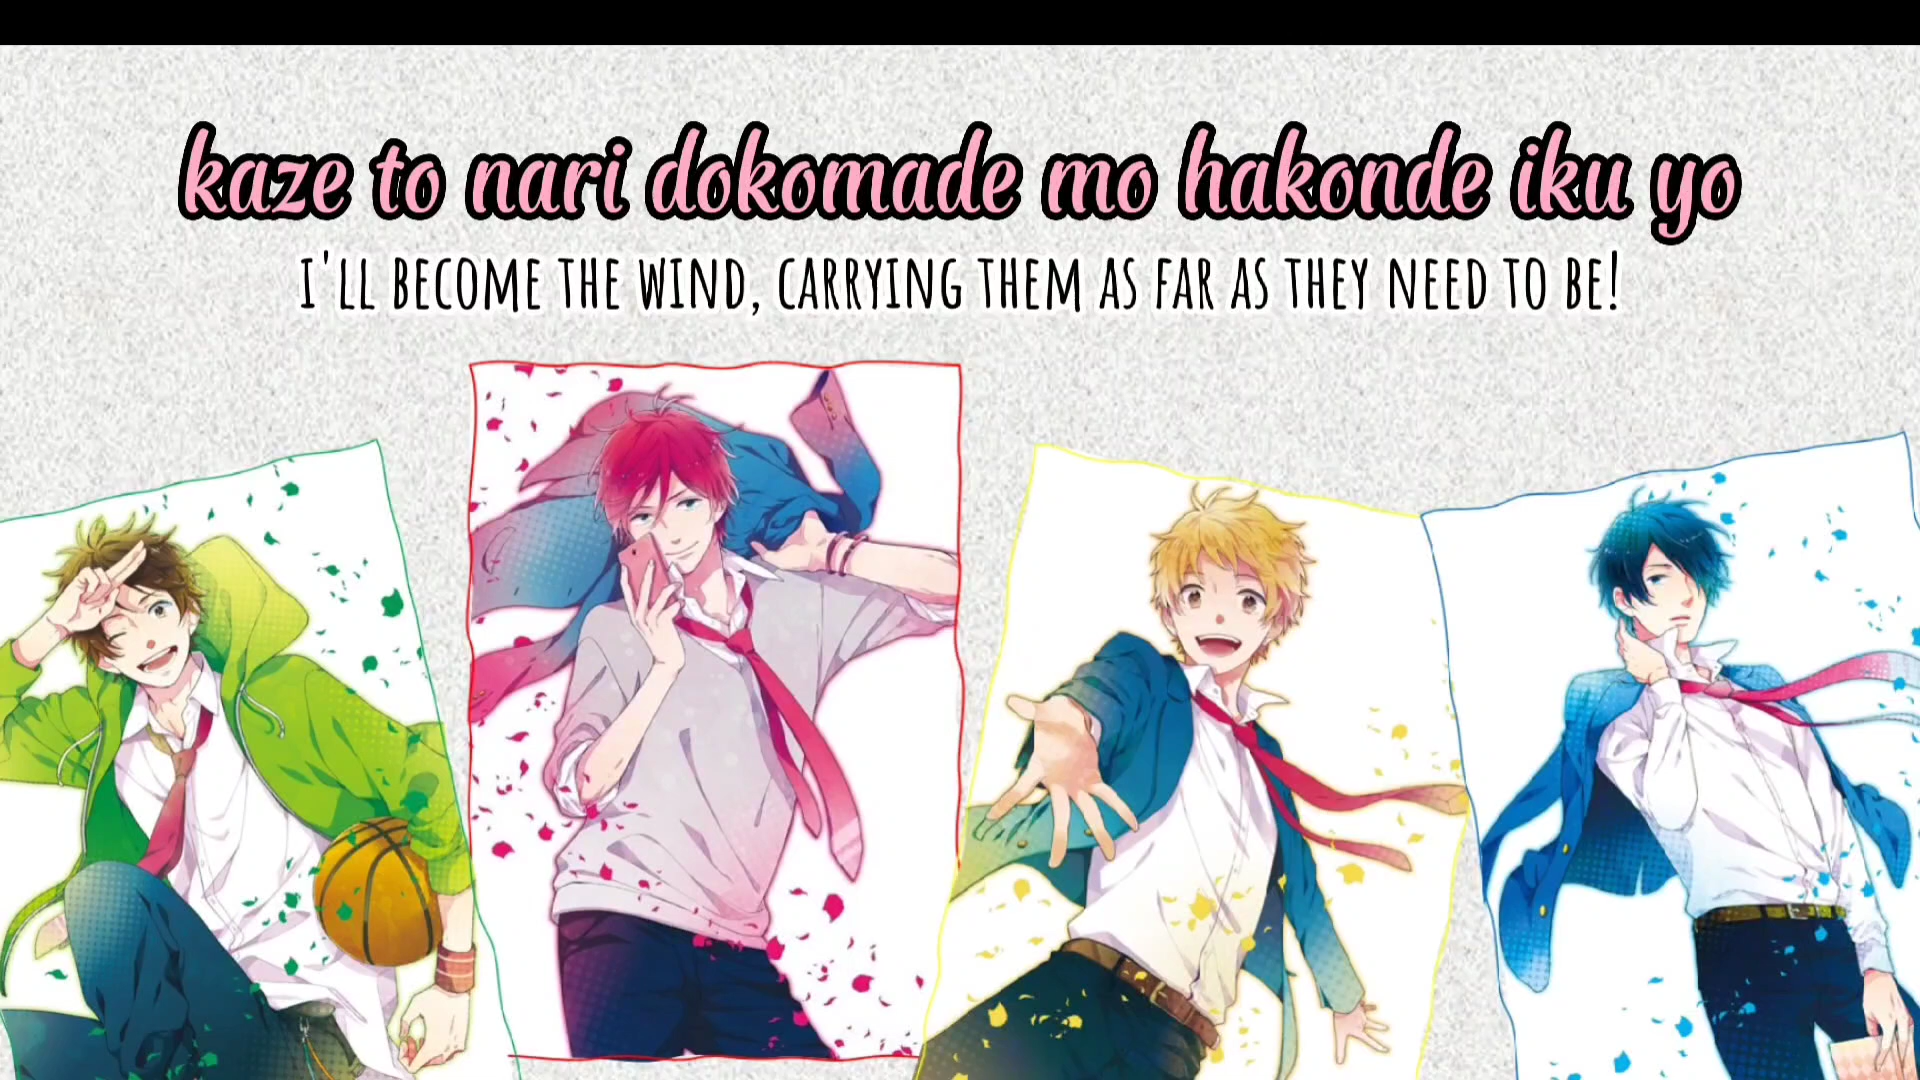 kaze to nari dokomade mo hakonde iku yo
I'LL BECOME THE WIND, CARRYING THEM AS FAR AS THEY NEED TO BE!